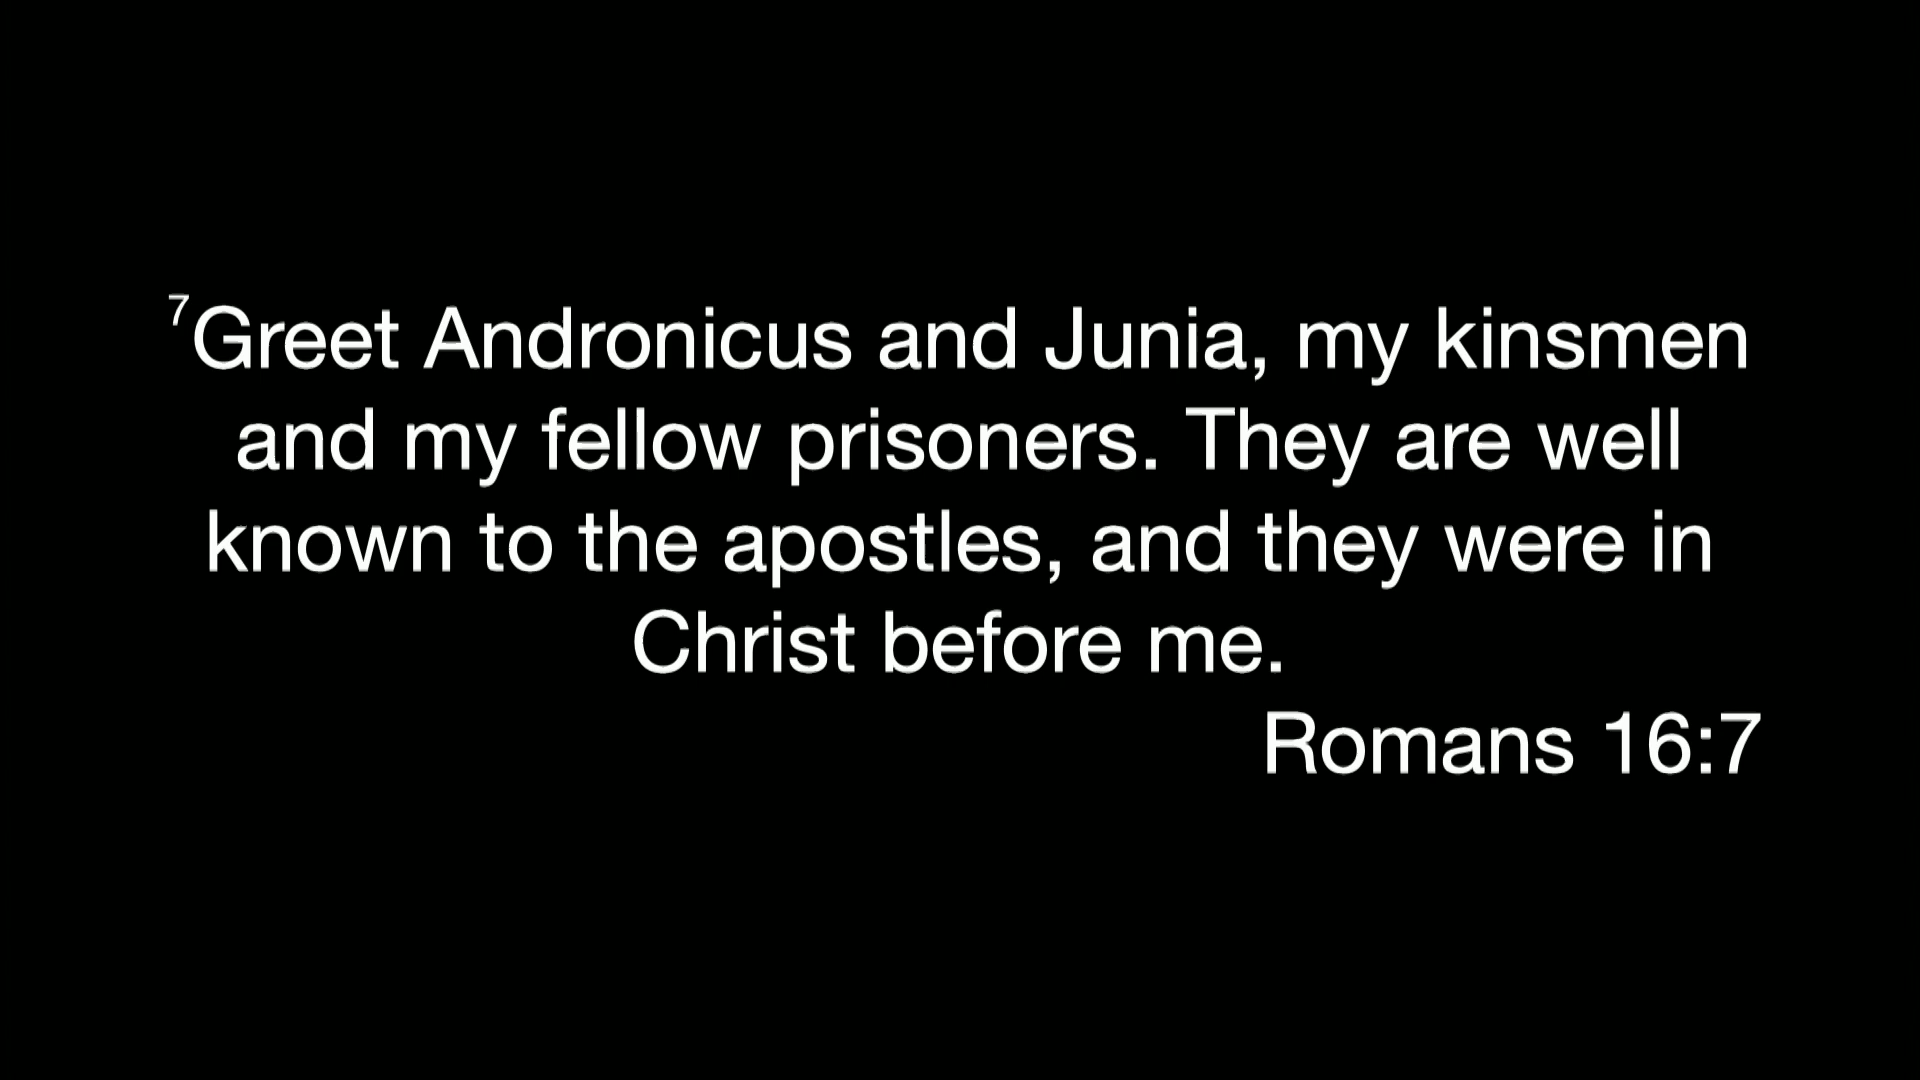 ⁷Greet Andronicus and Junia, my kinsmen
and my fellow prisoners. They are well
known to the apostles, and they were in
Christ before me.
Romans 16:7